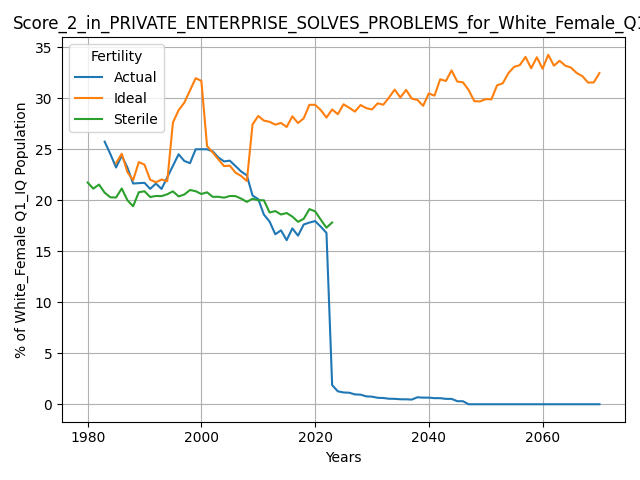 Score_2_in_PRIVATE_ENTERPRISE_SOLVES_PROBLEMS_for_White_Female_Q1
35
30
25
20
15
10
5
0
% of White_Female Q1_IQ Population
Fertility
Actual
Ideal
Sterile
1980
2000
2020
2040
2060
Years